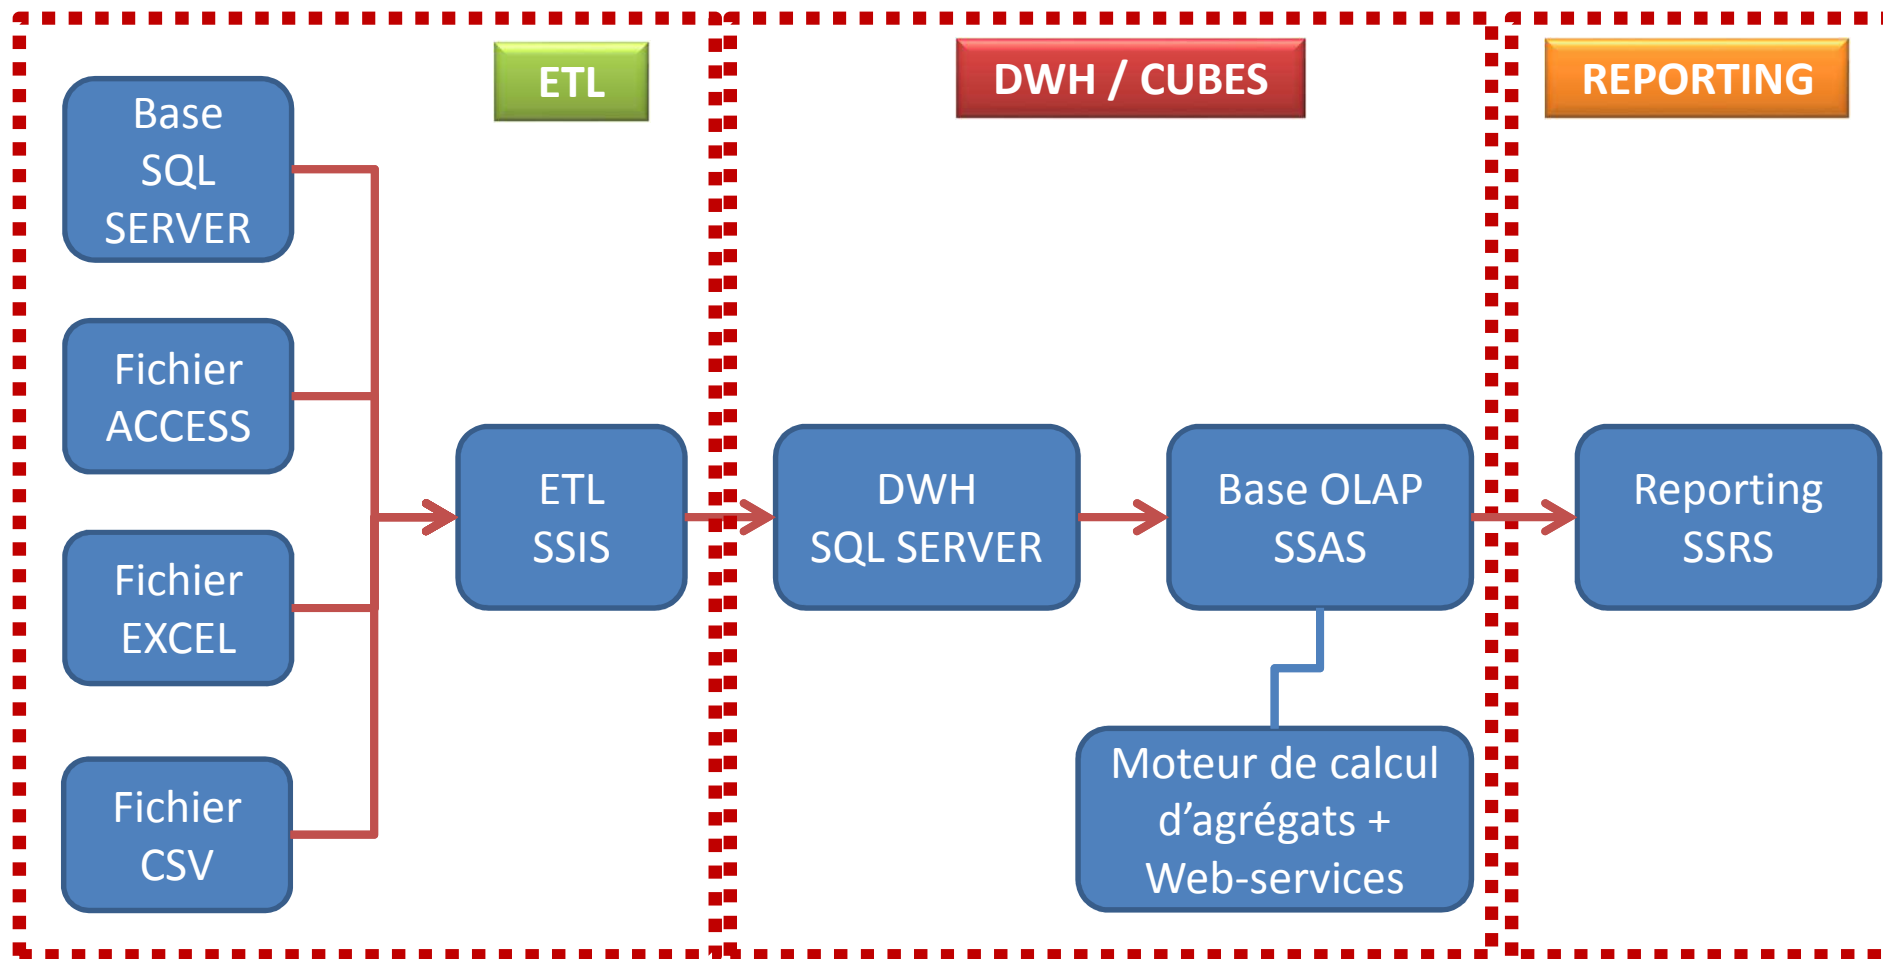 ETL
DWH / CUBES
REPORTING
Base
SQL
SERVER
Fichier
ACCESS
Fichier
EXCEL
Fichier
CSV
ETL
SSIS
DWH
SQL SERVER
Base OLAP
SSAS
Reporting
SSRS
Moteur de calcul
d’agrégats +
Web-services